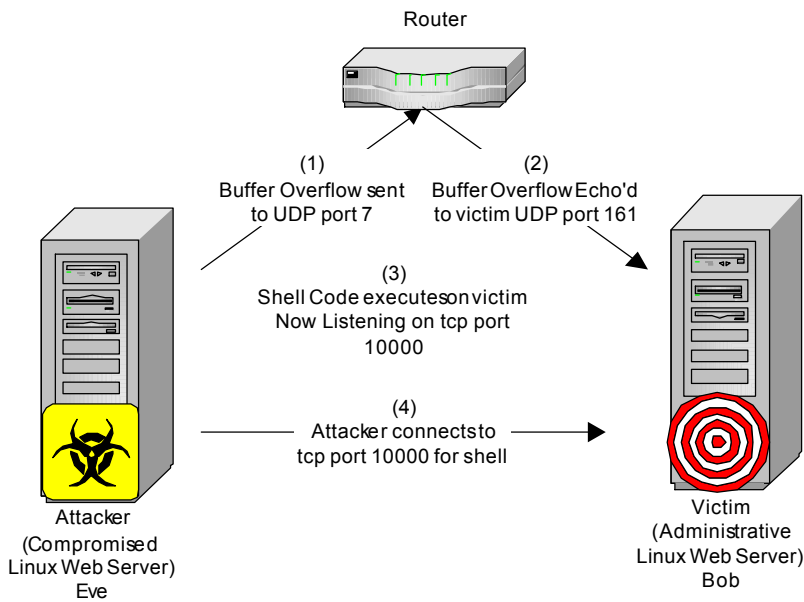 Router
(1)
Buffer Overflow sent
to UDP port 7
(2)
Buffer Overflow Echo'd
to victim UDP port 161
(3)
Shell Code executes on victim
Now Listening on tcp port
10000
(4)
Attacker connects to
tcp port 10000 for shell
Attacker
(Compromised
Linux Web Server)
Eve
Victim
(Administrative
Linux Web Server)
Bob